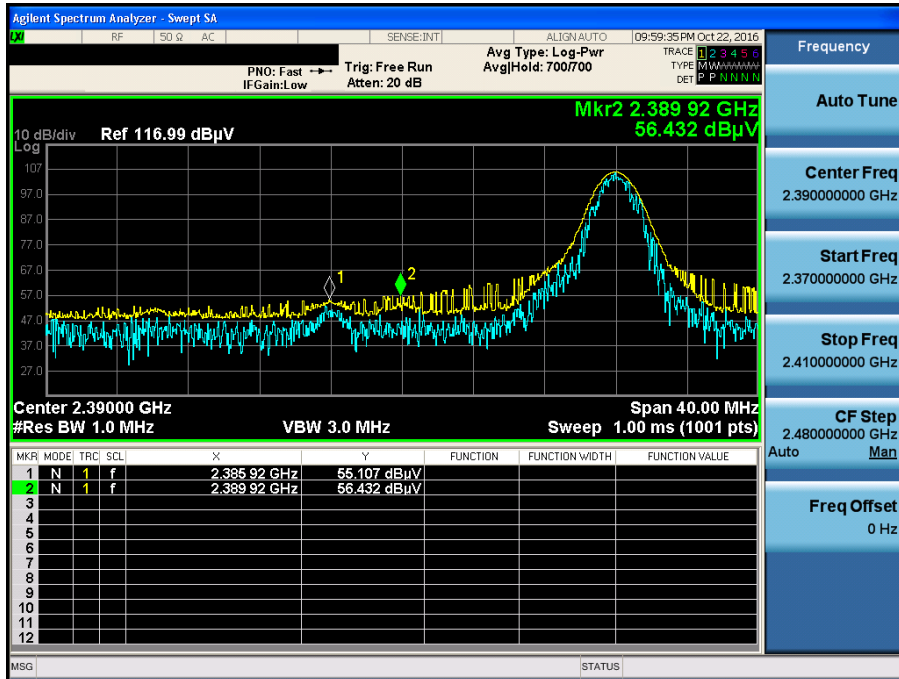 Agilent Spectrum Analyzer - Swept SA
LXI RF 50 Ω AC SENSE:INT ALIGN AUTO 09:59:35 PM Oct 22, 2016
Frequency
PNO: Fast Trig: Free Run Avg Type: Log-Pwr TRACE 1 2 3 4 5 6
IFGain:Low Atten: 20 dB Avg|Hold: 700/700 TYPE M
DET P P N N N N
Auto Tune
Mkr2 2.389 92 GHz
10 dB/div Ref 116.99 dBµV 56.432 dBµV
Log
107
97.0
87.0
77.0
67.0
57.0
47.0
37.0
27.0
1
2
Center Freq
2.390000000 GHz
Start Freq
2.370000000 GHz
Stop Freq
2.410000000 GHz
Center 2.39000 GHz Span 40.00 MHz
#Res BW 1.0 MHz VBW 3.0 MHz Sweep 1.00 ms (1001 pts)
CF Step
2.480000000 GHz
Auto Man
MKR MODE TRC SCL X Y FUNCTION FUNCTION WIDTH FUNCTION VALUE
1 N 1 f 2.385 92 GHz 55.107 dBµV
2 N 1 f 2.389 92 GHz 56.432 dBµV
3
4
5
6
7
8
9
10
11
12
Freq Offset
0 Hz
MSG STATUS